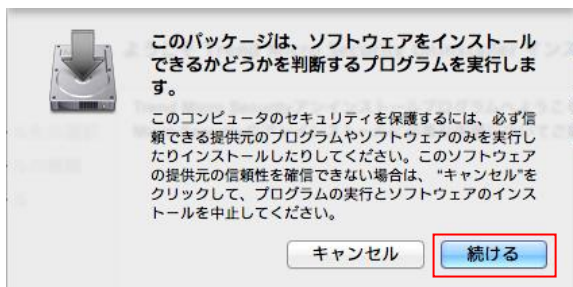 このパッケージは、ソフトウェアをインストール
できるかどうかを判断するプログラムを実行しま
す。
このコンピュータのセキュリティを保護するには、必ず信
頼できる提供元のプログラムやソフトウェアのみを実行し
たりインストールしたりしてください。このソフトウェア
の提供元の信頼性を確信できない場合は、“キャンセル”を
クリックして、プログラムの実行とソフトウェアのインス
トールを中止してください。
キャンセル
続ける